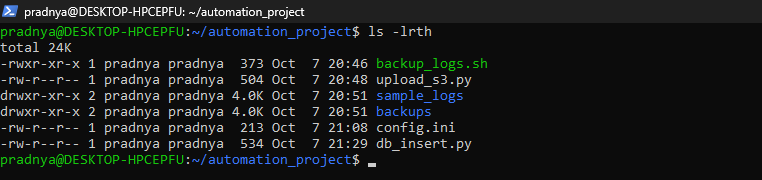 pradnya@DESKTOP-HPCEPFU: ~/automation_project
pradnya@DESKTOP-HPCEPFU:~/automation_project$ ls -lrth
total 24K
-rwxr-xr-x 1 pradnya pradnya  373 Oct  7 20:46 backup_logs.sh
-rw-r--r-- 1 pradnya pradnya  504 Oct  7 20:48 upload_s3.py
drwxr-xr-x 2 pradnya pradnya 4.0K Oct  7 20:51 sample_logs
drwxr-xr-x 2 pradnya pradnya 4.0K Oct  7 20:51 backups
-rw-r--r-- 1 pradnya pradnya  213 Oct  7 21:08 config.ini
-rw-r--r-- 1 pradnya pradnya  534 Oct  7 21:29 db_insert.py
pradnya@DESKTOP-HPCEPFU:~/automation_project$